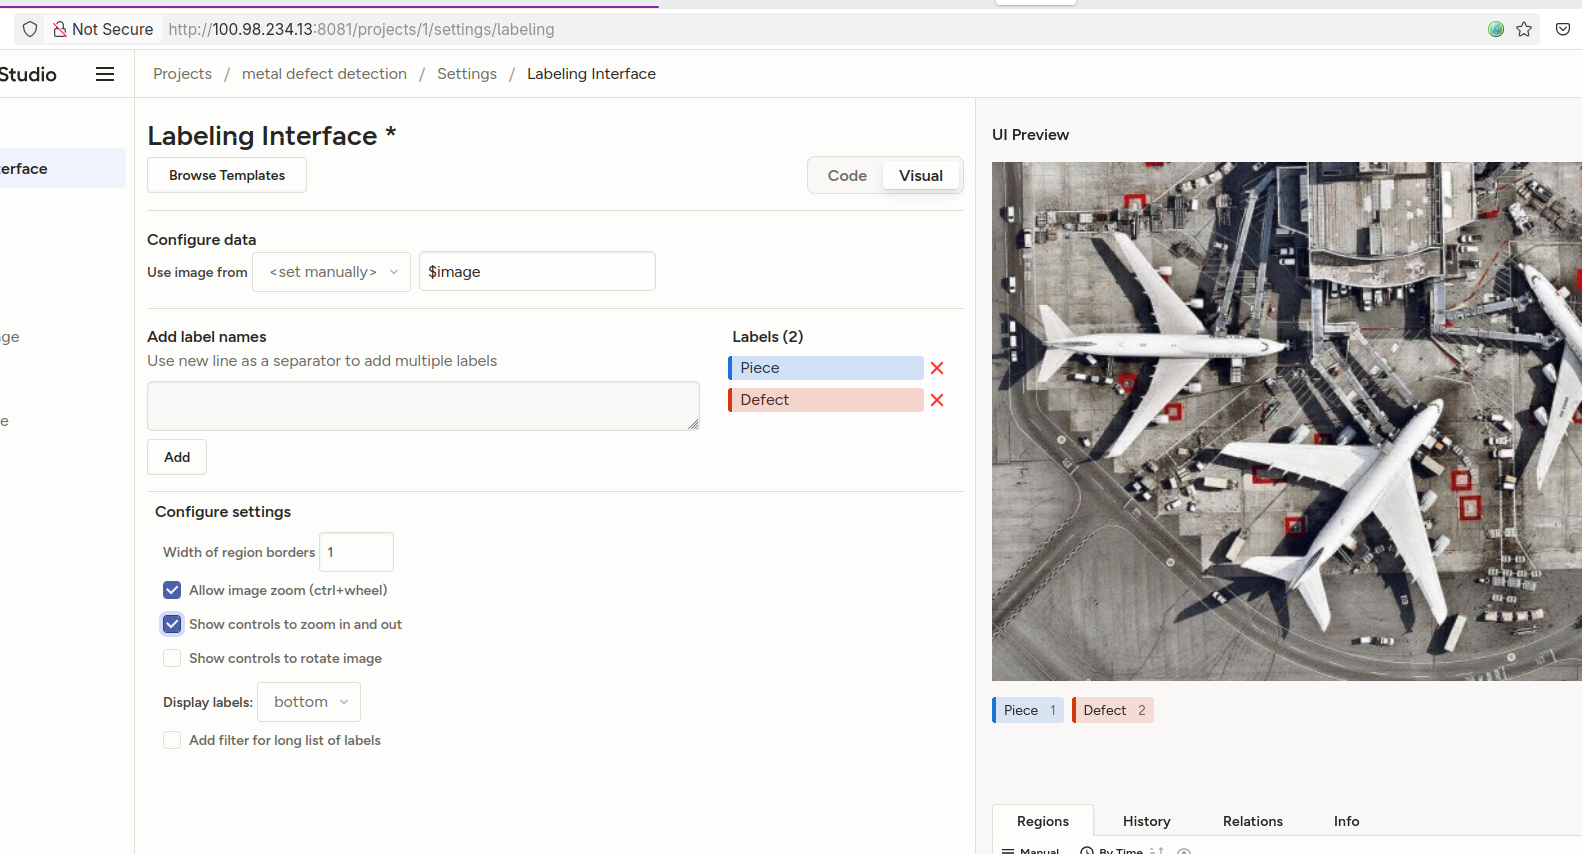 Not Secure http://100.98.234.13:8081/projects/1/settings/labeling
Studio
Projects / metal defect detection / Settings / Labeling Interface
erface
ge
e
Labeling Interface *
Browse Templates
Code Visual
Configure data
Use image from <set manually> $image
Add label names
Use new line as a separator to add multiple labels
Add
Labels (2)
Piece
Defect
Configure settings
Width of region borders 1
Allow image zoom (ctrl+wheel)
Show controls to zoom in and out
Show controls to rotate image
Display labels: bottom
Add filter for long list of labels
UI Preview
Piece 1 Defect 2
Regions History Relations Info
Manual By Time